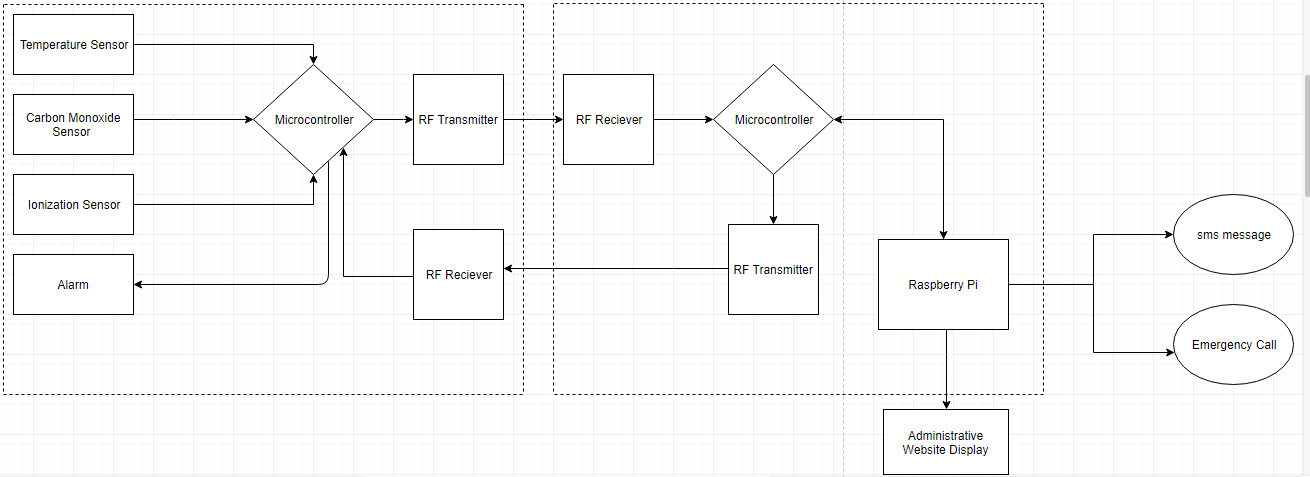 Temperature Sensor
Carbon Monoxide
Sensor
Ionization Sensor
Alarm
Microcontroller
RF Transmitter
RF Reciever
RF Reciever
Microcontroller
RF Transmitter
Raspberry Pi
Administrative
Website Display
sms message
Emergency Call